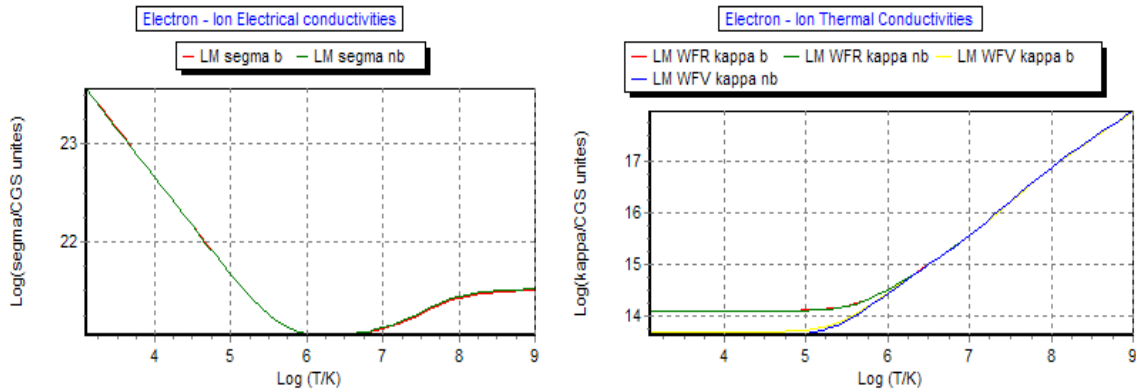 Electron - Ion Electrical conductivities
LM segma b LM segma nb
Log(segma/CGS unites)
23
22
4 5 6 7 8 9
Log (T/K)
Electron - Ion Thermal Conductivities
LM WFR kappa b LM WFR kappa nb LM WFV kappa b
LM WFV kappa nb
Log(kappa/CGS unites)
17
16
15
14
4 5 6 7 8 9
Log (T/K)